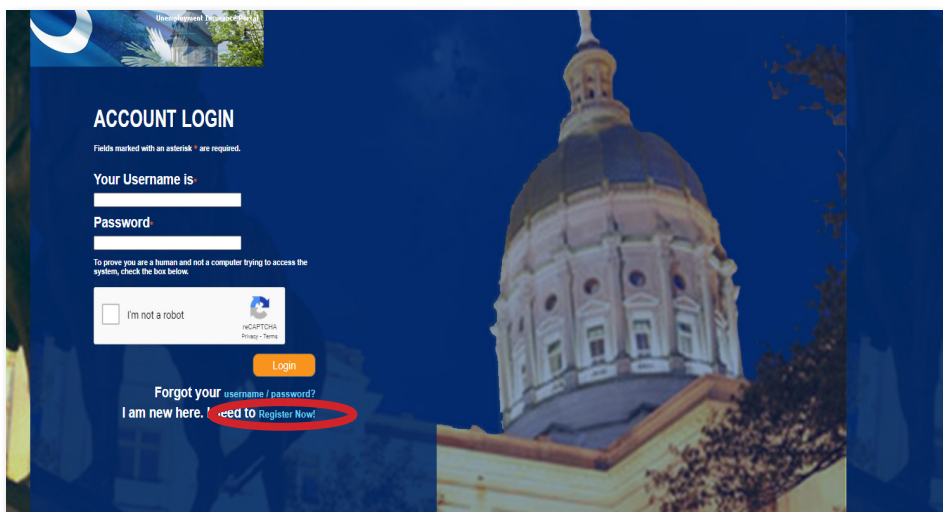 Unemployment Insurance Portal
ACCOUNT LOGIN
Fields marked with an asterisk * are required.
Your Username is*
Password*
To prove you are a human and not a computer trying to access the
system, check the box below.
I'm not a robot
reCAPTCHA
Privacy - Terms
Login
Forgot your username / password?
I am new here. I need to Register Now!